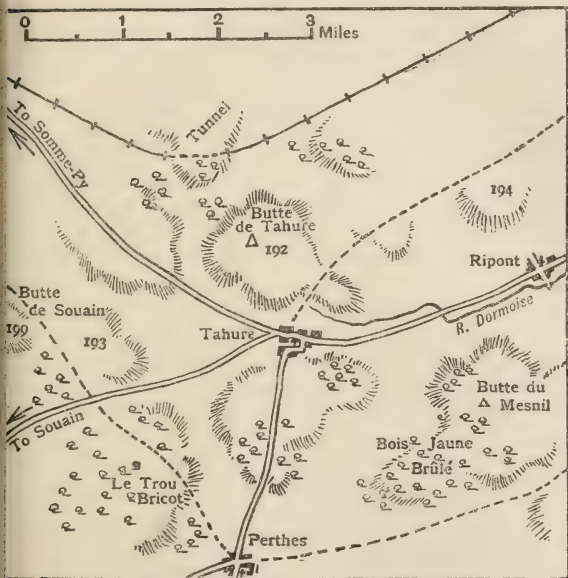 0 1 2 3 Miles
Tunnel
To Somme-Py
194
Butte
de Tahure
192
Ripont
R. Dormoise
Butte
de Souain
199
193
Tahure
Butte du
Mesnil
To Souain
Bois Jaune
Brûlé
Le Trou
Bricot
Perthes